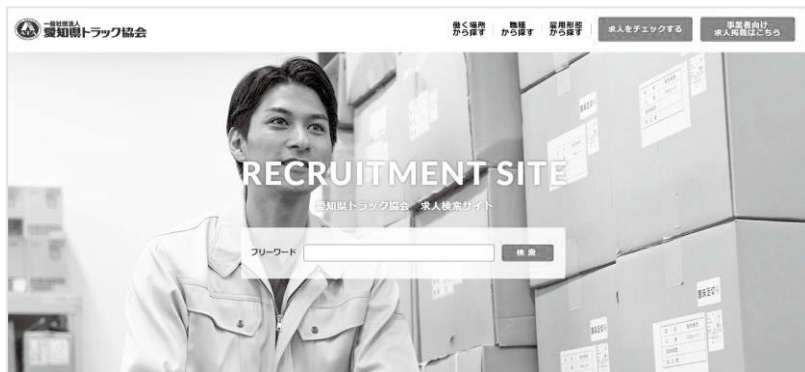 一般社団法人
愛知県トラック協会
働く場所
から探す
職種
から探す
雇用形態
から探す
求人をチェックする
事業者向け
求人掲載はこちら
RECRUITMENT SITE
愛知県トラック協会 求人検索サイト
フリーワード
検索